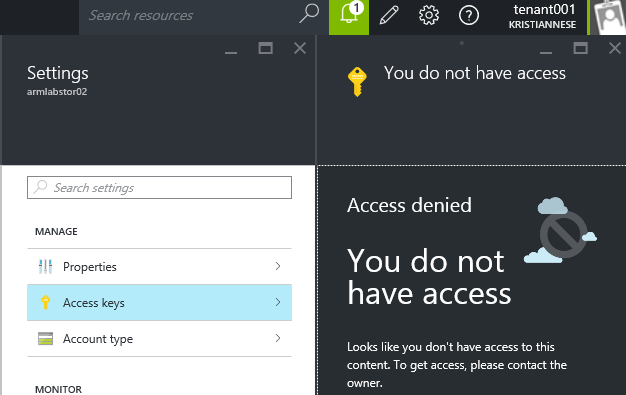 Search resources
1
tenant001
KRISTIANNESE
Settings
armlabstor02
Search settings
MANAGE
Properties
Access keys
Account type
MONITOR
You do not have access
Access denied
You do not
have access
Looks like you don't have access to this
content. To get access, please contact the
owner.